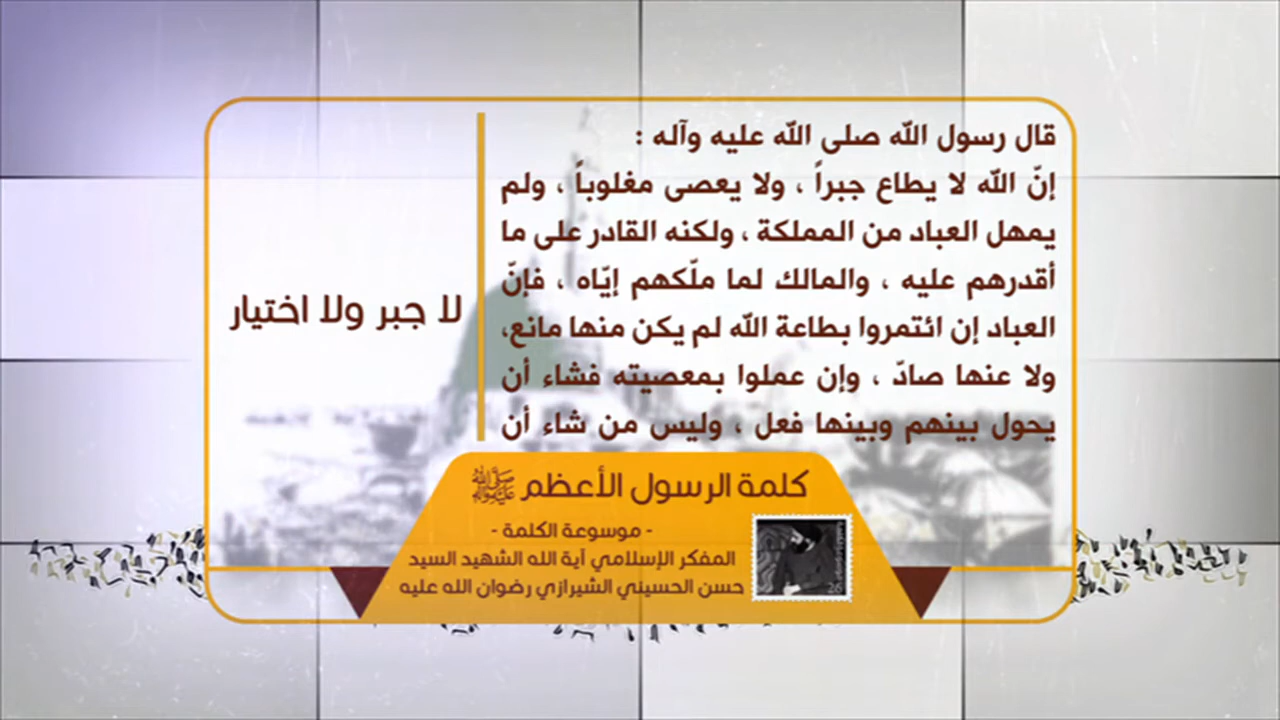 قال رسول الله صلى الله عليه وآله :
إنّ الله لا يطاع جبراً ، ولا يعصى مغلوباً ، ولم
يمهل العباد من المملكة ، ولكنه القادر على ما
أقدرهم عليه ، والمالك لما ملّكهم إيّاه ، فإنّ
العباد إن ائتمروا بطاعة الله لم يكن منها مانع،
ولا عنها صادّ ، وإن عملوا بمعصيته فشاء أن
يحول بينهم وبينها فعل ، وليس من شاء أن
لا جبر ولا اختيار
كلمة الرسول الأعظم ﷺ
- موسوعة الكلمة -
المفكر الإسلامي آية الله الشهيد السيد
حسن الحسيني الشيرازي رضوان الله عليه